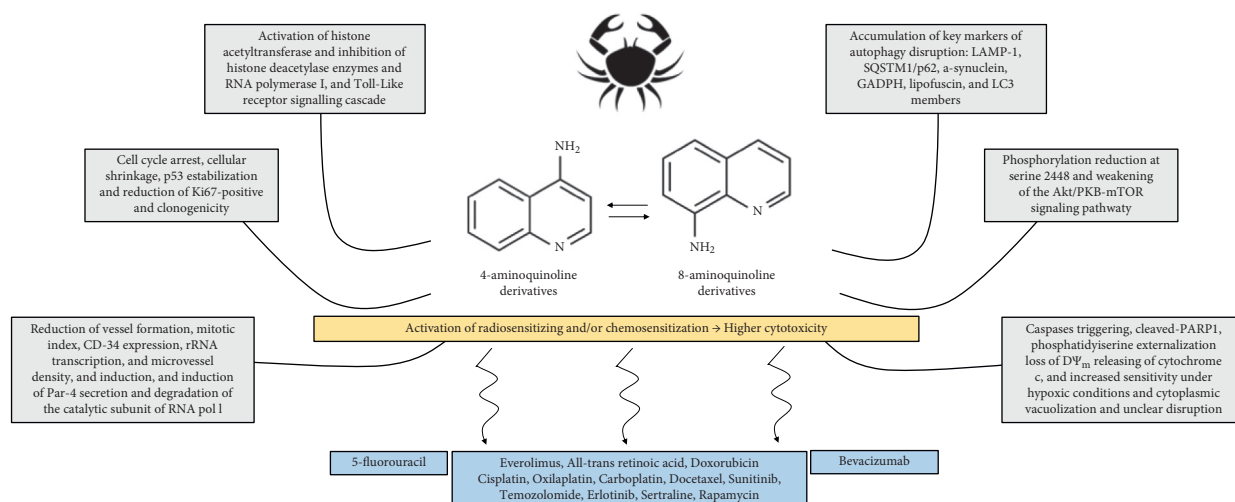 Activation of histone
acetyltransferase and inhibition of
histone deacetylase enzymes and
RNA polymerise I, and Toll-Like
receptor signalling cascade
Accumulation of key markers of
autophagy disruption: LAMP-1,
SQSTM1/p62, a-synuclein,
GADPH, lipofuscin, and LC3
members
Cell cycle arrest, cellular
shrinkage, p53 estabilization
and reduction of Ki67-positive
and clonogenicity
NH2
N
4-aminoquinoline
derivatives
N
NH2
8-aminoquinoline
derivatives
Phosphorylation reduction at
serine 2448 and weakening
of the Akt/PKB-mTOR
signaling pathwaty
Activation of radiosensitizing and/or chemosensitization → Higher cytotoxicity
Reduction of vessel formation, mitotic
index, CD-34 expression, rRNA
transcription, and microvessel
density, and induction, and induction
of Par-4 secretion and degradation of
the catalytic subunit of RNA pol l
Caspases triggering, cleaved-PARP1,
phosphatidyiserine externalization
loss of DΨm releasing of cytochrome
c, and increased sensitivity under
hypoxic conditions and cytoplasmic
vacuolization and unclear disruption
5-fluorouracil
Everolimus, All-trans retinoic acid, Doxorubicin
Cisplatin, Oxilaplatin, Carboplatin, Docetaxel, Sunitinib,
Temozolomide, Erlotinib, Sertraline, Rapamycin
Bevacizumab